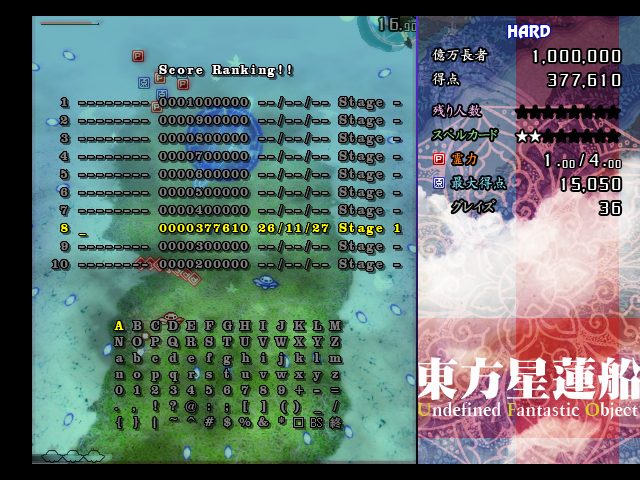 16.90
HARD
Score Ranking!!
億万長者 1,000,000
得点 377,610
残り人数
スペルカード
P 霊力 1.00/4.00
最大得点 15,050
グレイズ 36
1 -------- 0001000000 --/--/-- Stage -
2 -------- 0000900000 --/--/-- Stage -
3 -------- 0000800000 --/--/-- Stage -
4 -------- 0000700000 --/--/-- Stage -
5 -------- 0000600000 --/--/-- Stage -
6 -------- 0000500000 --/--/-- Stage -
7 -------- 0000400000 --/--/-- Stage -
8 _ 0000377610 26/11/27 Stage 1
9 -------- 0000300000 --/--/-- Stage -
10 -------- 0000200000 --/--/-- Stage -
A B C D E F G H I J K L M
N O P Q R S T U V W X Y Z
a b c d e f g h i j k l m
n o p q r s t u v w x y z
0 1 2 3 4 5 6 7 8 9 + - =
. , ! ? @ : ; [ ] ( ) _ /
{ } | ~ ^ # $ % & * □ BS 終
東方星蓮船
Undefined Fantastic Object